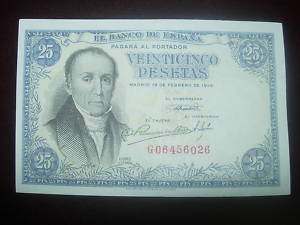 EL BANCO DE ESPAÑA
PAGARÁ AL PORTADOR
25
25
VEINTICINCO
PESETAS
MADRID 19 DE FEBRERO DE 1946
EL GOBERNADOR
EL INTERVENTOR
EL CAJERO
G06456026
25
25